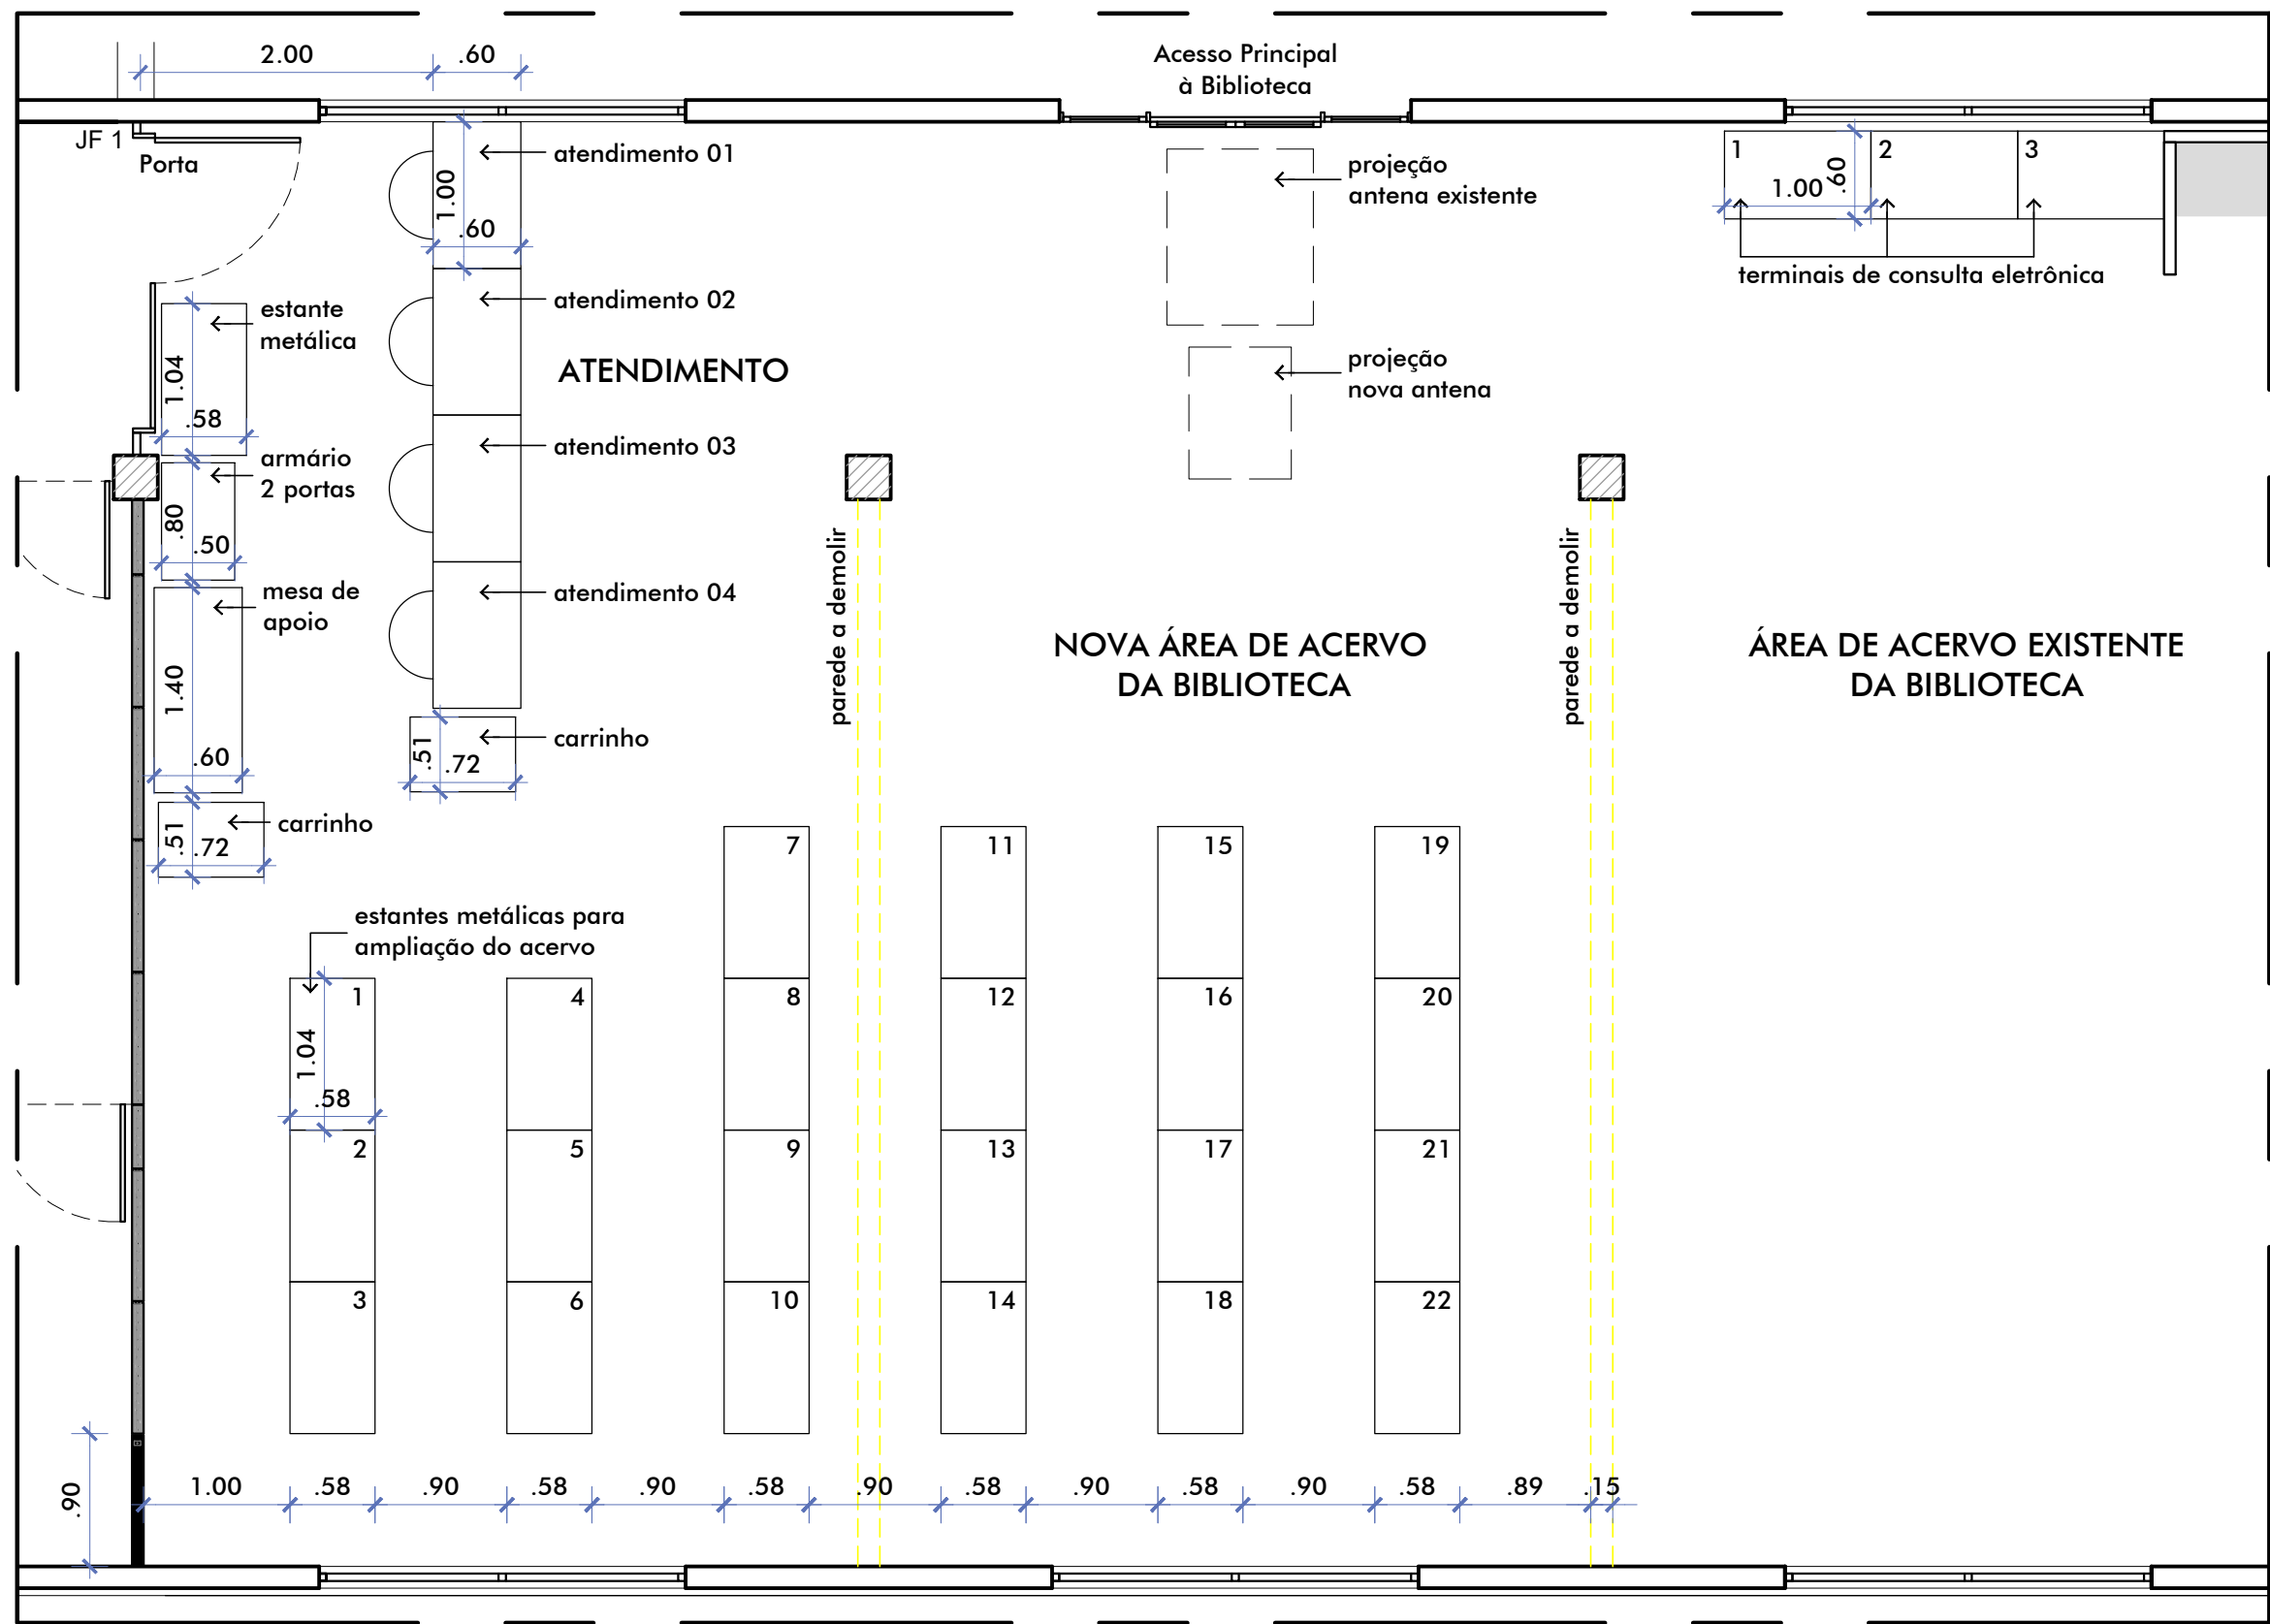 2.00
.60
Acesso Principal
à Biblioteca
JF 1
Porta
atendimento 01
1.00
.60
projeção
antena existente
1
2
3
1.00
.60
terminais de consulta eletrônica
estante
metálica
1.04
.58
atendimento 02
ATENDIMENTO
projeção
nova antena
atendimento 03
armário
2 portas
.80
.50
mesa de
apoio
1.40
.60
atendimento 04
parede a demolir
parede a demolir
NOVA ÁREA DE ACERVO
DA BIBLIOTECA
ÁREA DE ACERVO EXISTENTE
DA BIBLIOTECA
carrinho
.51
.72
carrinho
.51
.72
estantes metálicas para
ampliação do acervo
7
11
15
19
1
4
8
12
16
20
1.04
.58
2
5
9
13
17
21
3
6
10
14
18
22
.90
1.00
.58
.90
.58
.90
.58
.90
.58
.90
.58
.90
.58
.89
.15